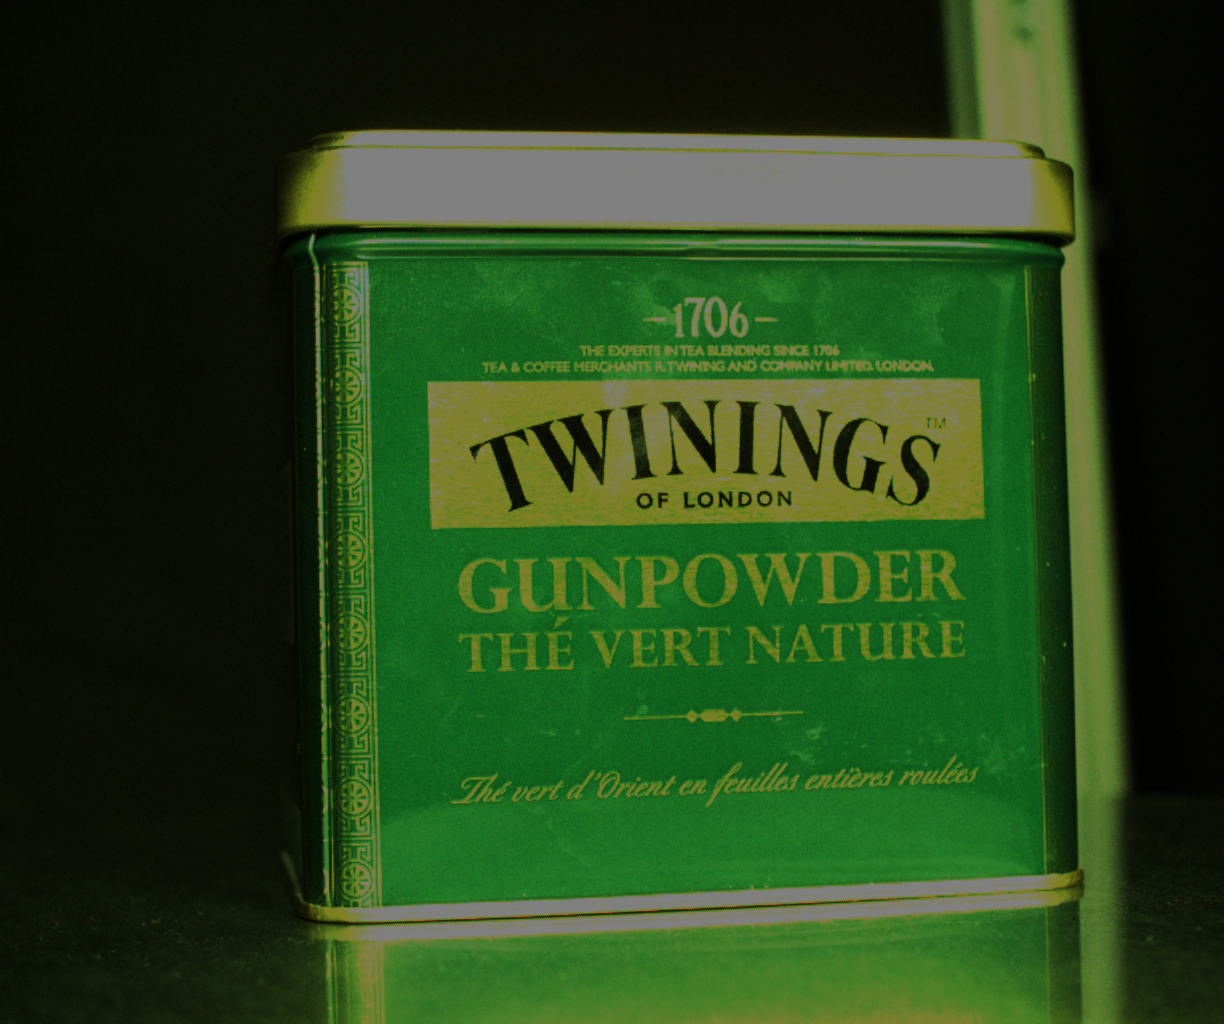 -1706-
THE EXPERTS IN TEA BLENDING SINCE 1706
TEA & COFFEE MERCHANTS R. TWINING AND COMPANY LIMITED. LONDON.
TWININGS™
OF LONDON
GUNPOWDER
THÉ VERT NATURE
Thé vert d'Orient en feuilles entières roulées